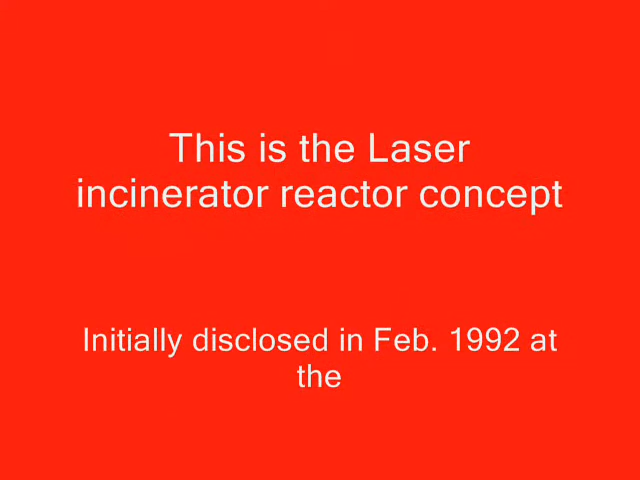 This is the Laser
incinerator reactor concept
Initially disclosed in Feb. 1992 at
the